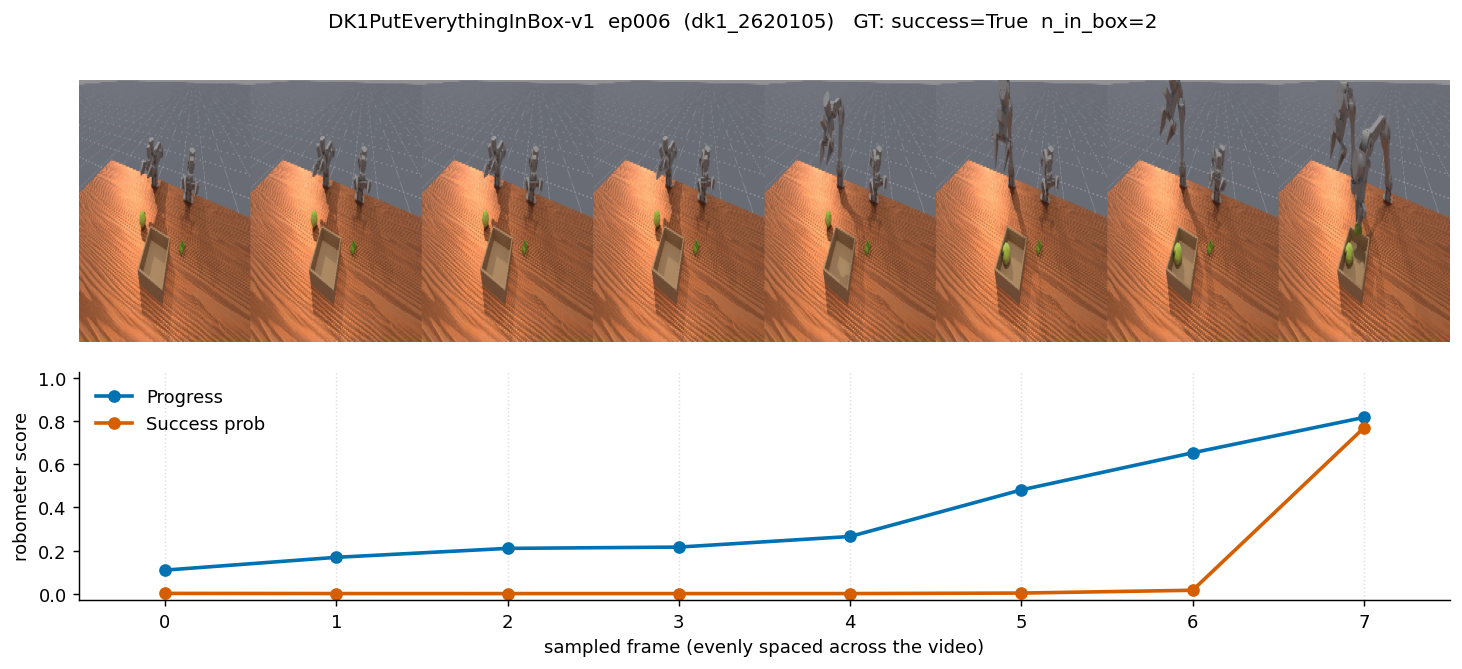 DK1PutEverythingInBox-v1  ep006  (dk1_2620105)   GT: success=True  n_in_box=2
1.0
0.8
0.6
0.4
0.2
0.0
robometer score
Progress
Success prob
0 1 2 3 4 5 6 7
sampled frame (evenly spaced across the video)